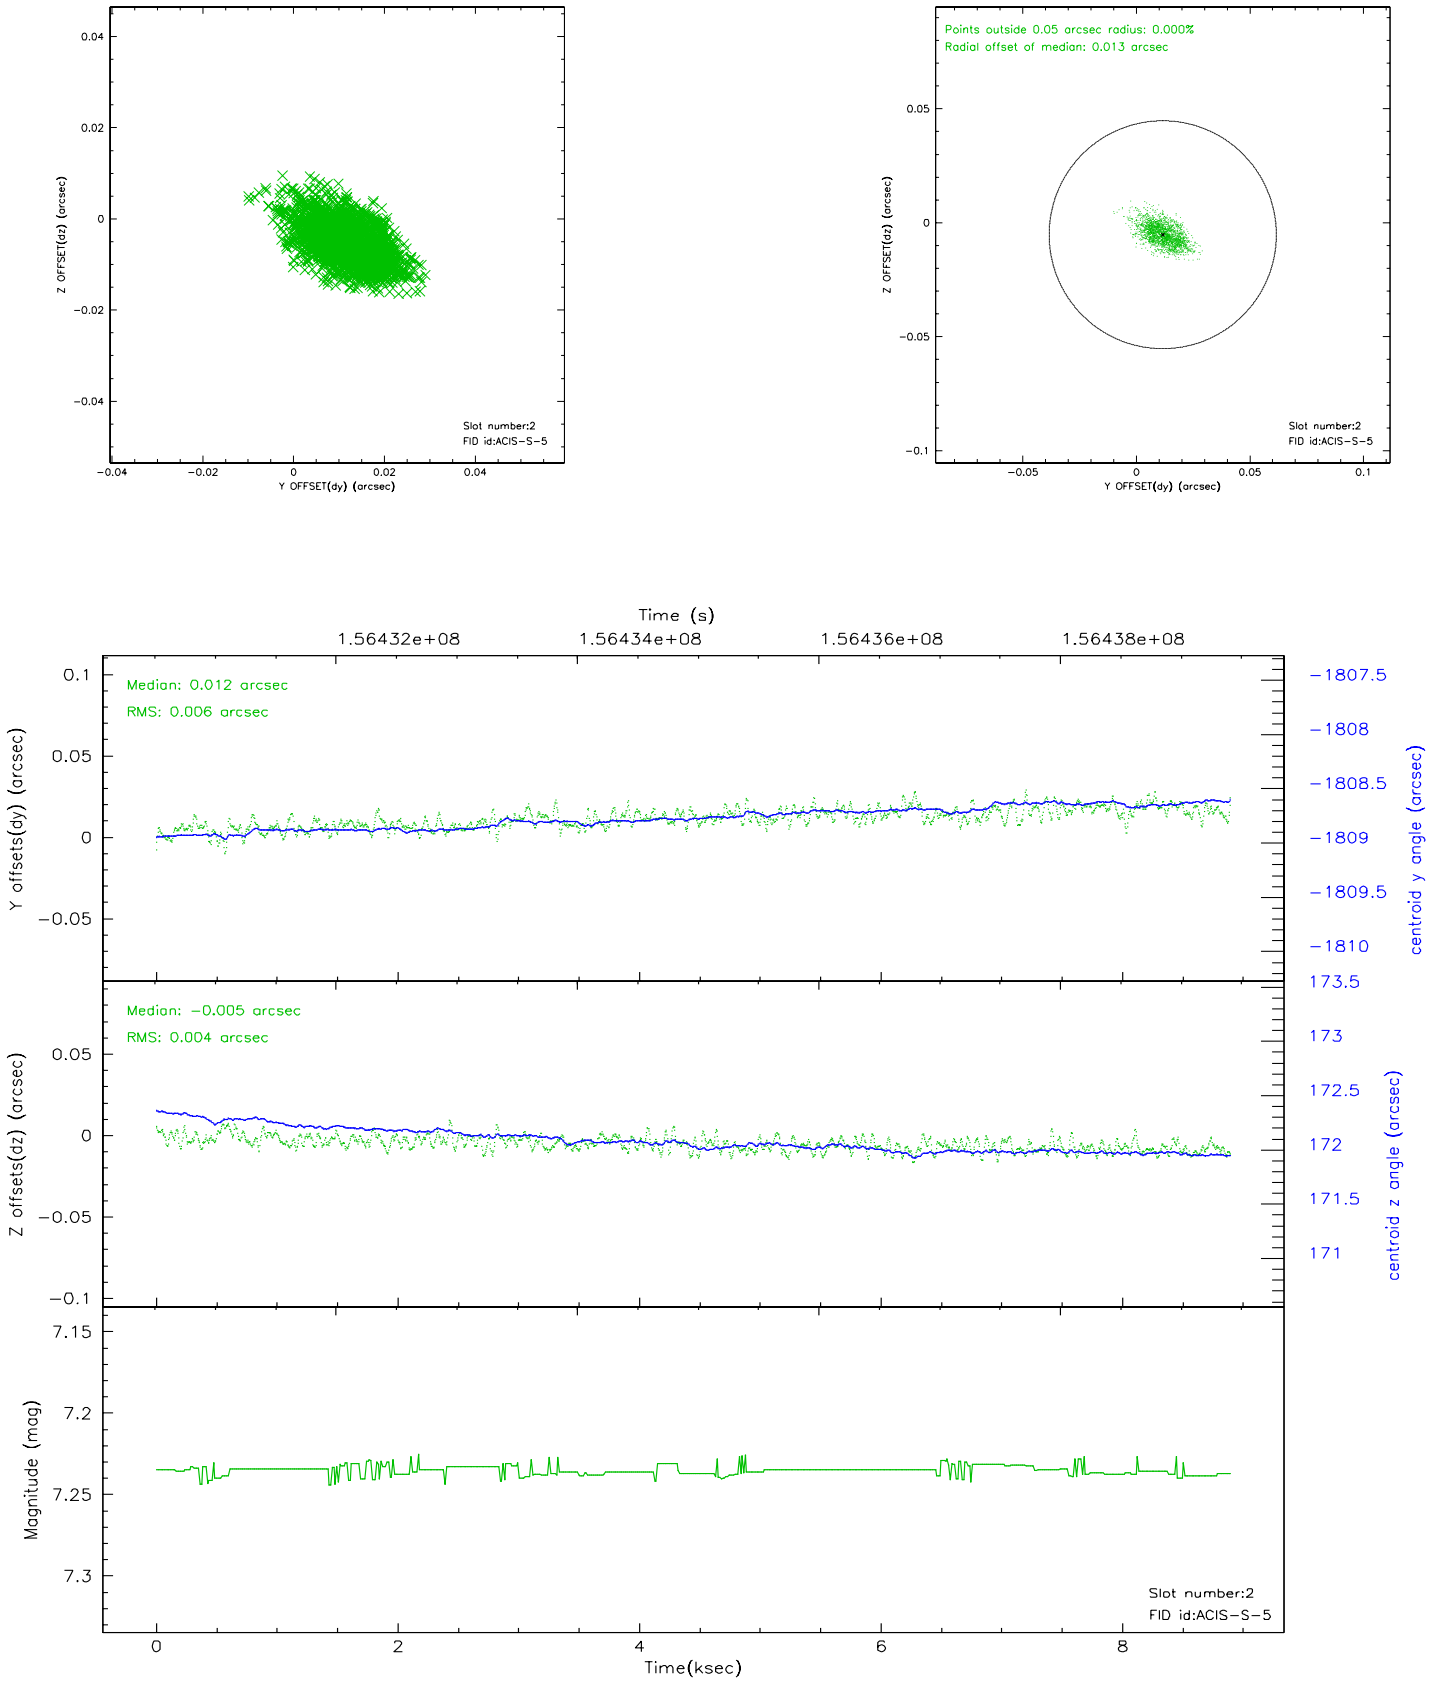 0.04
0.02
0
−0.02
−0.04
Z OFFSET(dz) (arcsec)
Slot number:2
FID id:ACIS−S−5
−0.04 −0.02 0 0.02 0.04
Y OFFSET(dy) (arcsec)
Points outside 0.05 arcsec radius: 0.000%
Radial offset of median: 0.013 arcsec
0.05
0
−0.05
−0.1
Z OFFSET(dz) (arcsec)
Slot number:2
FID id:ACIS−S−5
−0.05 0 0.05 0.1
Y OFFSET(dy) (arcsec)
Time (s)
1.56432e+08 1.56434e+08 1.56436e+08 1.56438e+08
Median: 0.012 arcsec
RMS: 0.006 arcsec
0.1
0.05
0
−0.05
Y offsets(dy) (arcsec)
−1807.5
−1808
−1808.5
−1809
−1809.5
−1810
centroid y angle (arcsec)
Median: −0.005 arcsec
RMS: 0.004 arcsec
0.05
0
−0.05
−0.1
Z offsets(dz) (arcsec)
173.5
173
172.5
172
171.5
171
centroid z angle (arcsec)
7.15
7.2
7.25
7.3
Magnitude (mag)
Slot number:2
FID id:ACIS−S−5
0 2 4 6 8
Time(ksec)